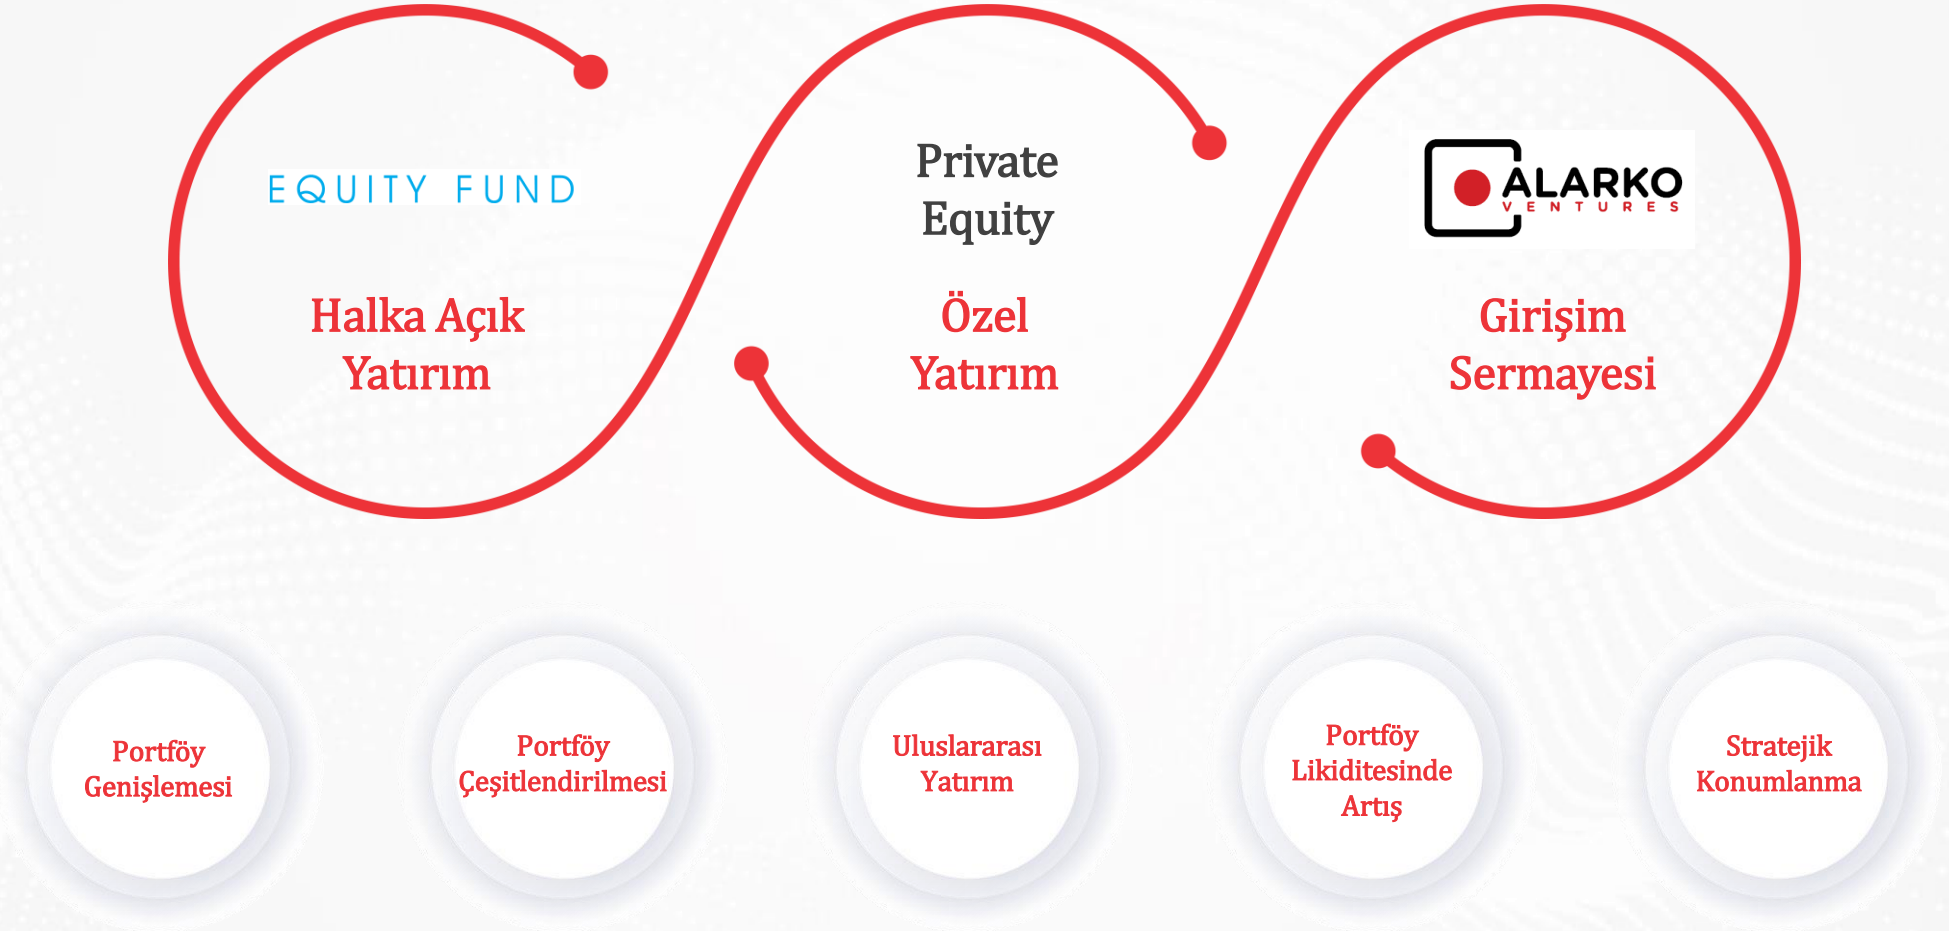 EQUITY FUND
Halka Açık
Yatırım
Private
Equity
Özel
Yatırım
ALARKO
VENTURES
Girişim
Sermayesi
Portföy
Genişlemesi
Portföy
Çeşitlendirilmesi
Uluslararası
Yatırım
Portföy
Likiditesinde
Artış
Stratejik
Konumlanma